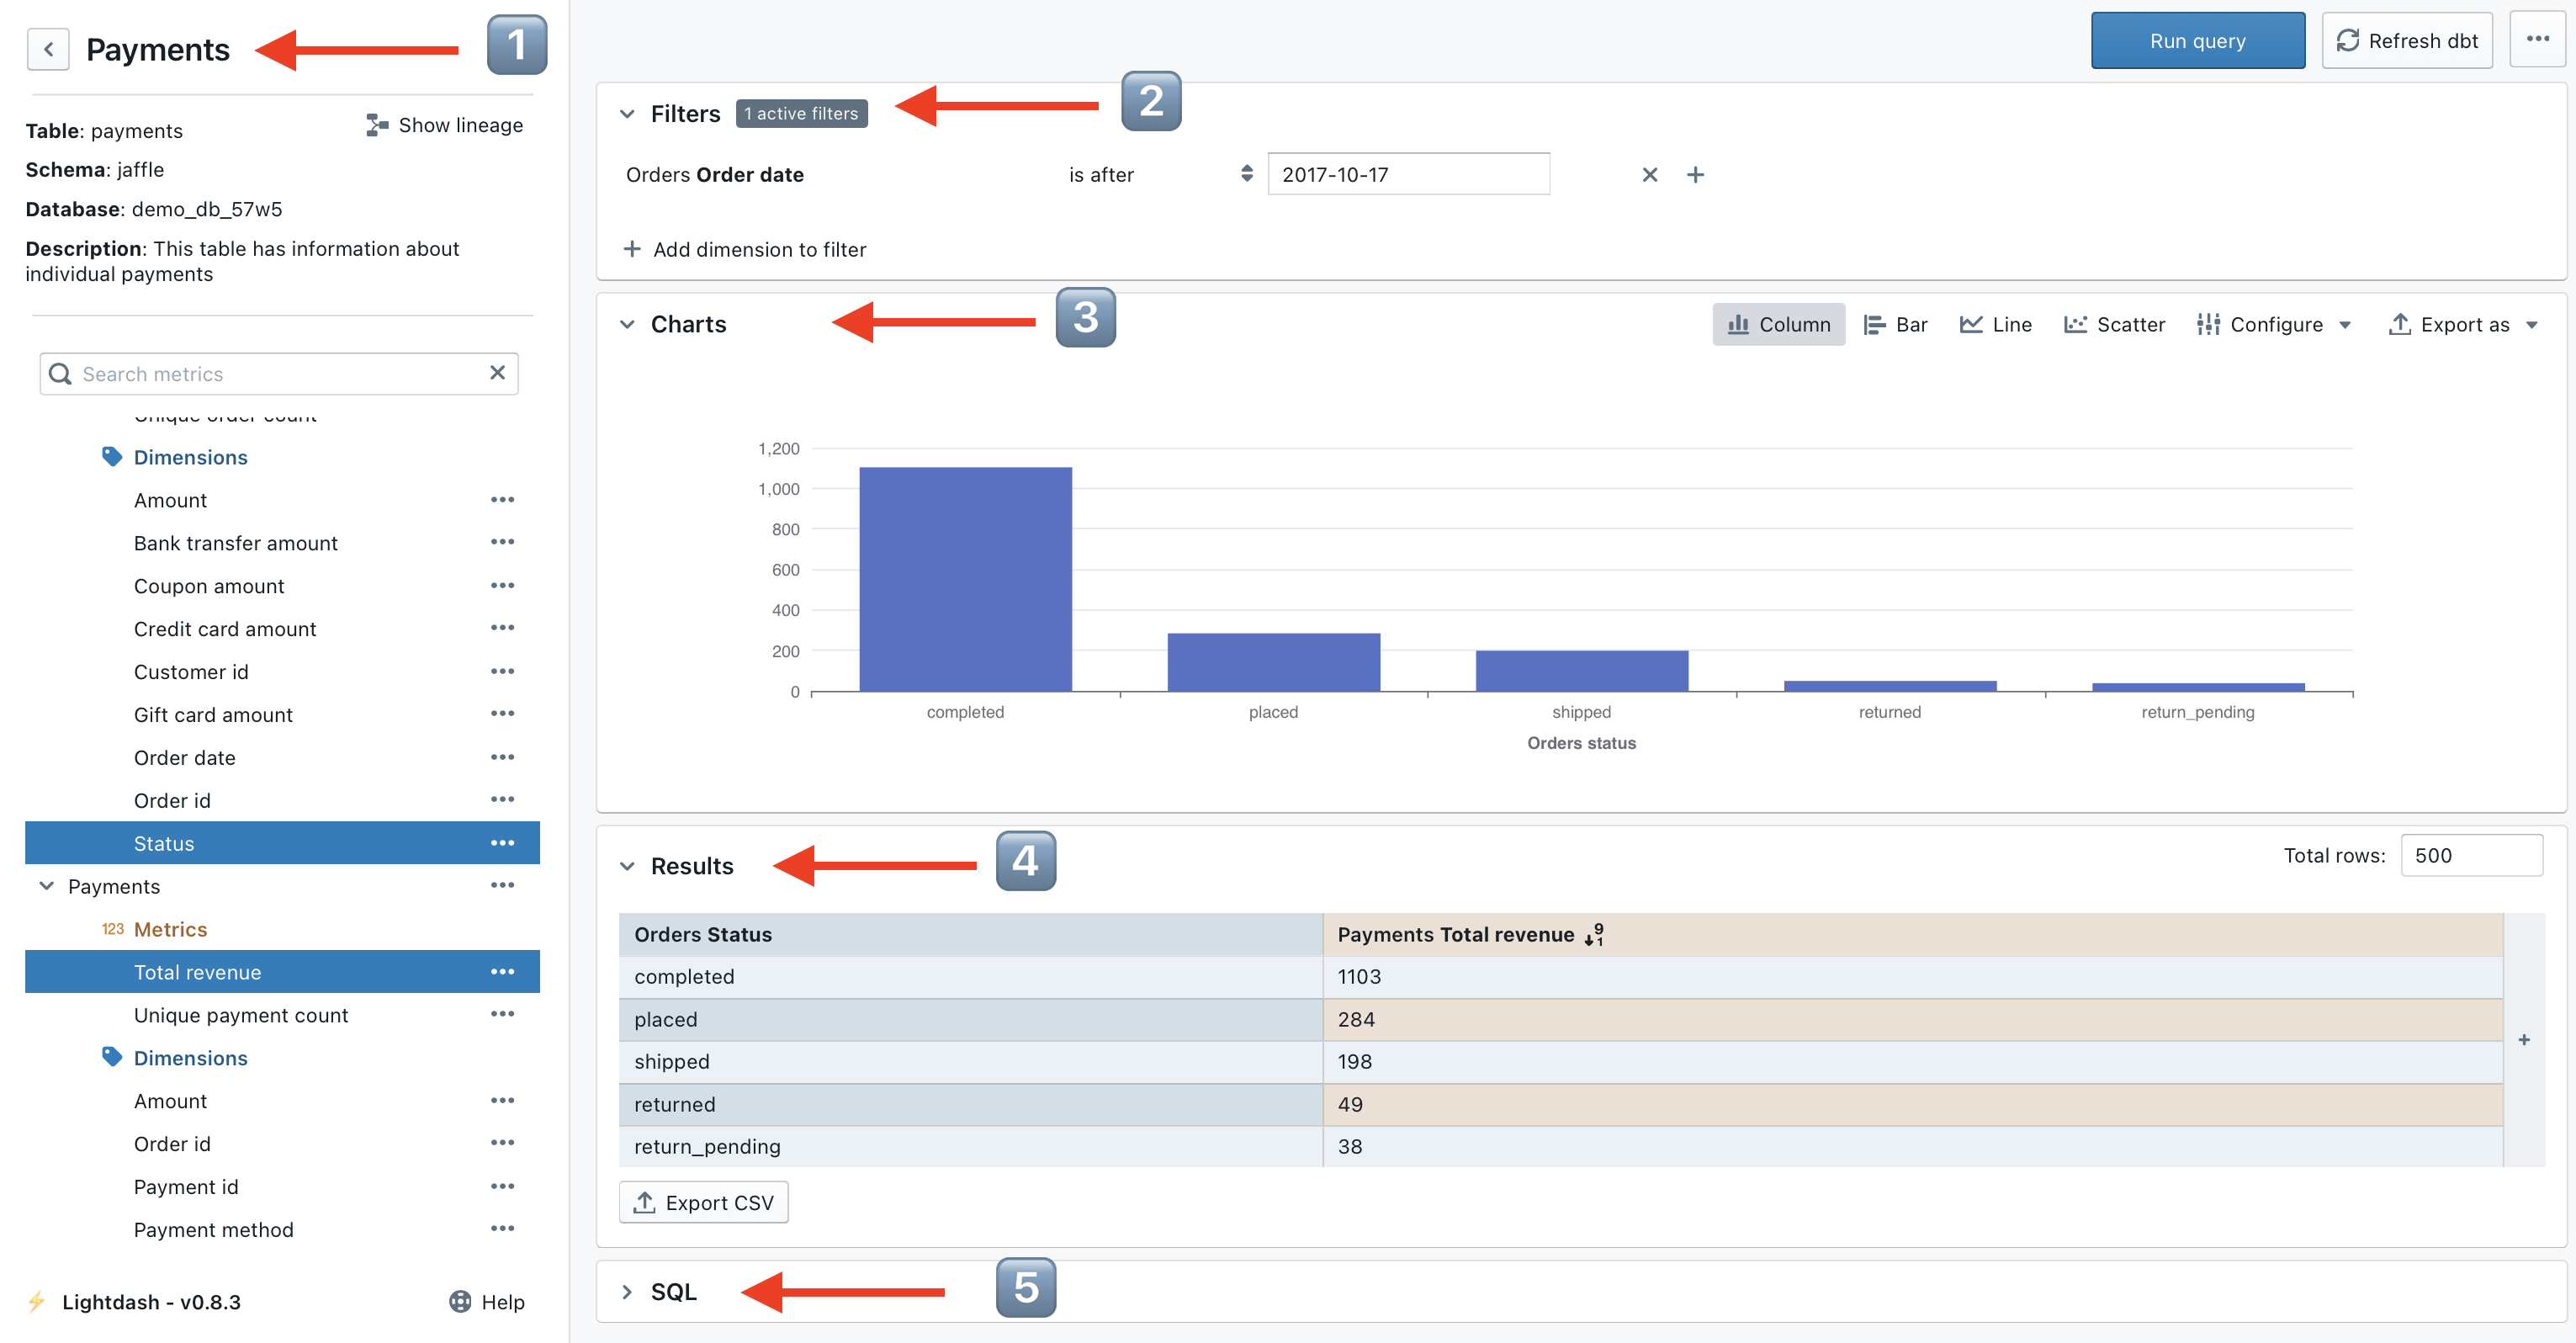 Payments
1
Table: payments
Show lineage
Schema: jaffle
Database: demo_db_57w5
Description: This table has information about
individual payments
Search metrics
Unique order count
Dimensions
Amount
Bank transfer amount
Coupon amount
Credit card amount
Customer id
Gift card amount
Order date
Order id
Status
Payments
123 Metrics
Total revenue
Unique payment count
Dimensions
Amount
Order id
Payment id
Payment method
Lightdash - v0.8.3
Help
Run query
Refresh dbt
Filters
1 active filters
2
Orders Order date
is after
2017-10-17
Add dimension to filter
Charts
3
Column
Bar
Line
Scatter
Configure
Export as
1,200
1,000
800
600
400
200
0
completed
placed
shipped
returned
return_pending
Orders status
Results
4
Total rows:
500
Orders Status
Payments Total revenue
9
1
completed
1103
placed
284
shipped
198
returned
49
return_pending
38
Export CSV
SQL
5